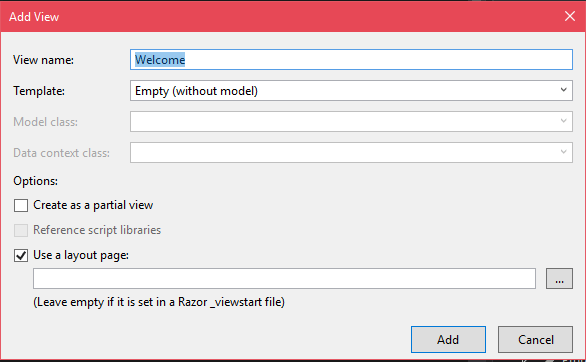 Add View
View name: Welcome
Template: Empty (without model)
Model class:
Data context class:
Options:
Create as a partial view
Reference script libraries
Use a layout page:
...
(Leave empty if it is set in a Razor _viewstart file)
Add Cancel